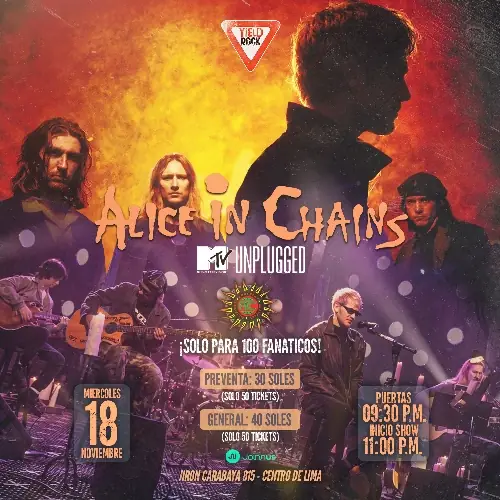 YIELD
ROCK
ALICE IN CHAINS
MTV UNPLUGGED
¡SOLO PARA 100 FANATICOS!
PREVENTA: 30 SOLES
(SOLO 50 TICKETS)
GENERAL: 40 SOLES
(SOLO 50 TICKETS)
Joinnus
JIRON CARABAYA 815 - CENTRO DE LIMA
MIERCOLES
18
NOVIEMBRE
PUERTAS
09:30 P.M.
INICIO SHOW
11:00 P.M.